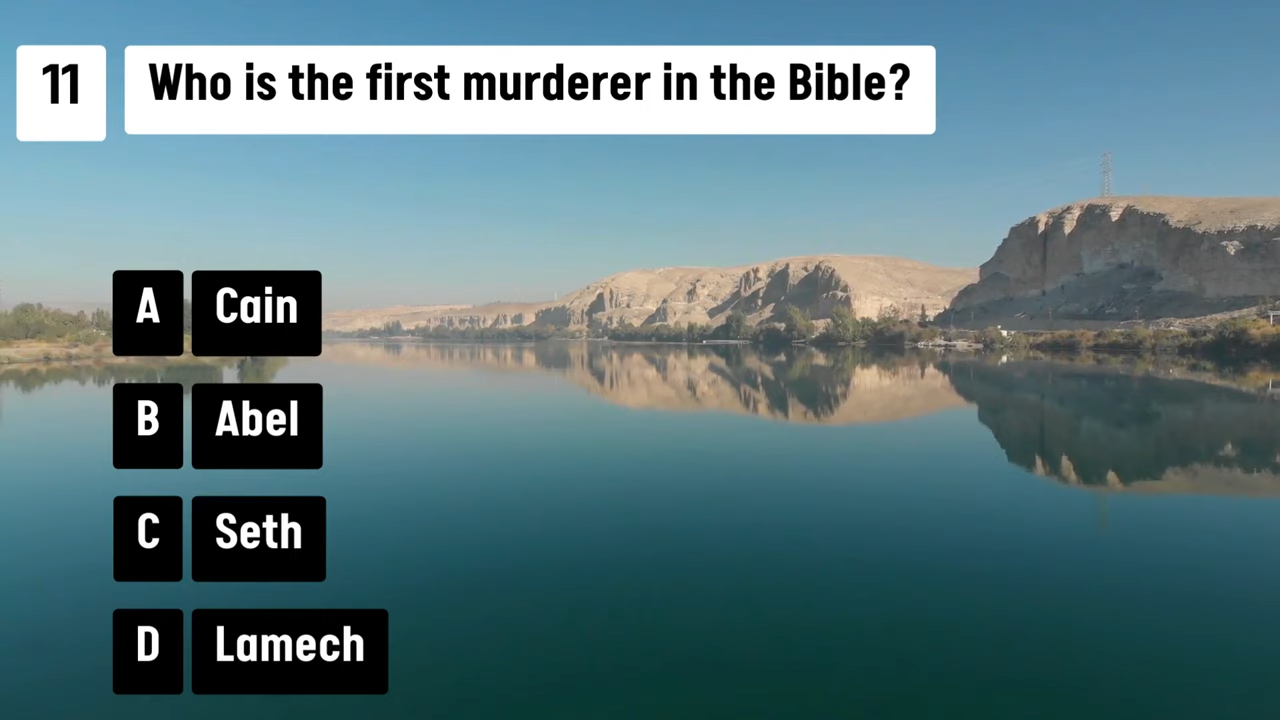 11 Who is the first murderer in the Bible?
A Cain
B Abel
C Seth
D Lamech